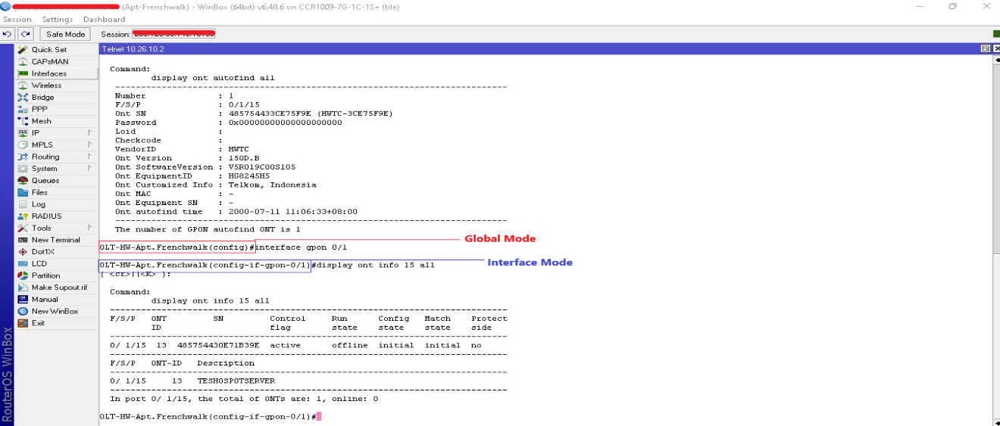 (Apt-Frenchwalk) - WinBox (64bit) v6.48.6 on CCR1009-7G-1C-1S+ (tile)
Session Settings Dashboard
Safe Mode Session:
Quick Set
CAPsMAN
Interfaces
Wireless
Bridge
PPP
Mesh
IP
MPLS
Routing
System
Queues
Files
Log
RADIUS
Tools
New Terminal
Dot1X
LCD
Partition
Make Supout.rif
Manual
New WinBox
Exit
RouterOS WinBox
Telnet 10.26.10.2
Command:
display ont autofind all
----------------------------------------------------------------------------
Number : 1
F/S/P : 0/1/15
Ont SN : 485754433CE75F9E (HWTC-3CE75F9E)
Password : 0x00000000000000000000
Loid :
Checkcode :
VendorID : HWTC
Ont Version : 150D.B
Ont SoftwareVersion : V5R019C00S105
Ont EquipmentID : HG8245H5
Ont Customized Info : Telkom, Indonesia
Ont MAC : -
Ont Equipment SN : -
Ont autofind time : 2000-07-11 11:06:33+08:00
----------------------------------------------------------------------------
The number of GPON autofind ONT is 1
OLT-HW-Apt.Frenchwalk(config)#interface gpon 0/1
Global Mode
OLT-HW-Apt.Frenchwalk(config-if-gpon-0/1)#display ont info 15 all
Interface Mode
{ <cr>||<K> }:
Command:
display ont info 15 all
----------------------------------------------------------------------------
F/S/P ONT SN Control Run Config Match Protect
ID flag state state state side
----------------------------------------------------------------------------
0/ 1/15 13 485754430E71B39E active offline initial initial no
----------------------------------------------------------------------------
F/S/P ONT-ID Description
----------------------------------------------------------------------------
0/ 1/15 13 TESHOSPOTSERVER
----------------------------------------------------------------------------
In port 0/ 1/15, the total of ONTs are: 1, online: 0
OLT-HW-Apt.Frenchwalk(config-if-gpon-0/1)#